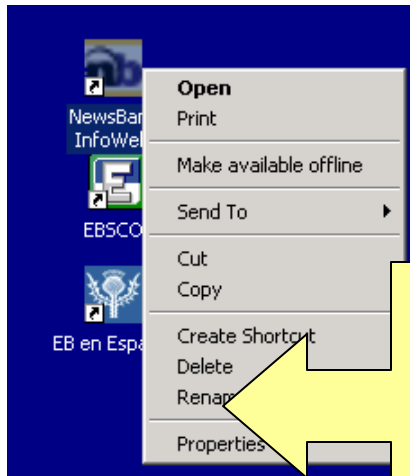 NewsBan
InfoWel
EBSCO
EB en Espa
Open
Print
Make available offline
Send To
Cut
Copy
Create Shortcut
Delete
Renam
Properties